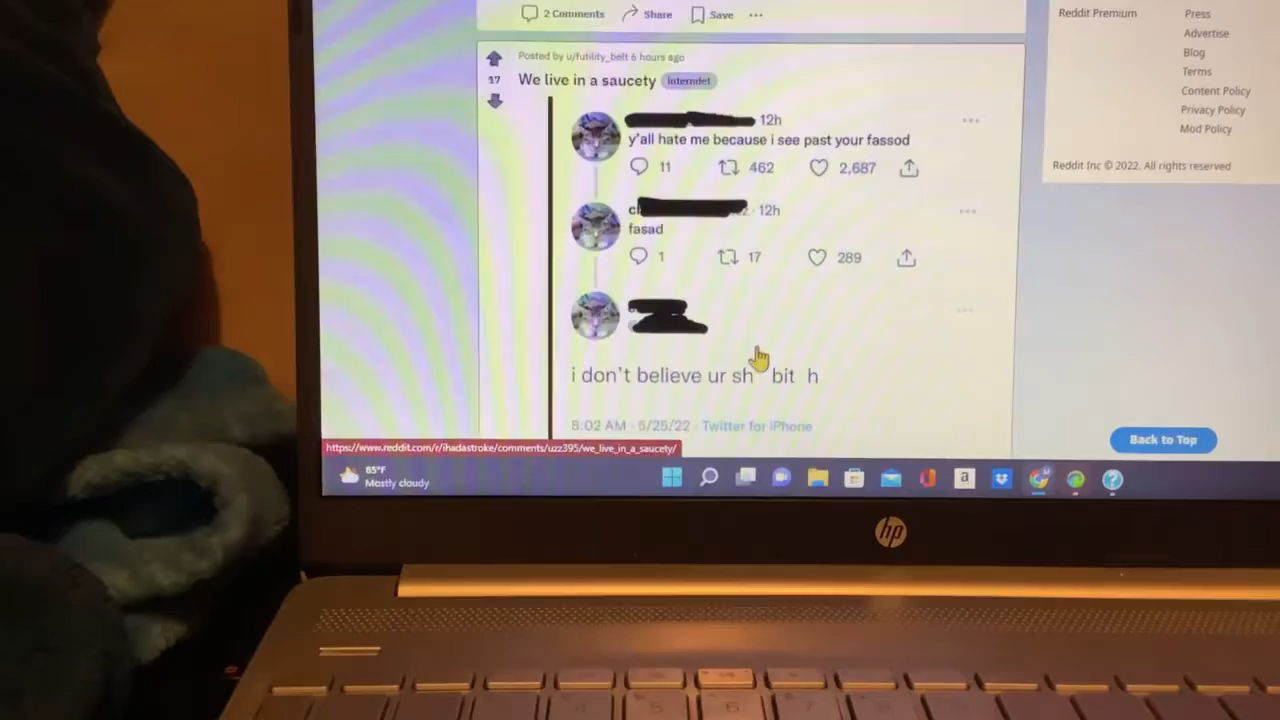 2 Comments Share Save
Posted by u/futility_belt 6 hours ago
17
We live in a saucety interndet
12h
y'all hate me because i see past your fassod
11 462 2,687
12h
fasad
1 17 289
i don't believe ur sh bit h
8:02 AM · 5/25/22 · Twitter for iPhone
Reddit Premium
Press
Advertise
Blog
Terms
Content Policy
Privacy Policy
Mod Policy
Reddit Inc © 2022. All rights reserved
Back to Top
https://www.reddit.com/r/ihadastroke/comments/uzz395/we_live_in_a_saucety/
65°F
Mostly cloudy
a
hp